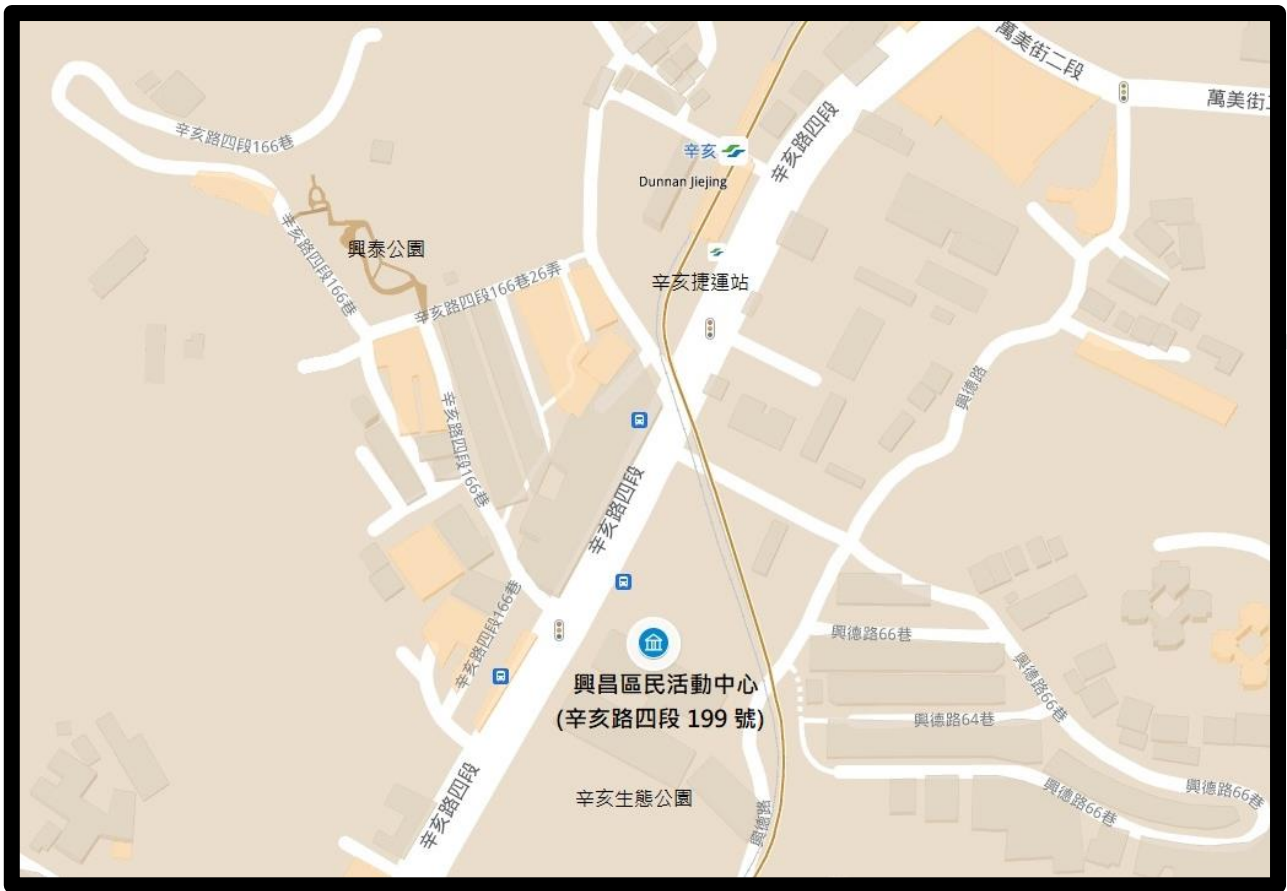 萬美街二段
萬美街二
辛亥路四段166巷
辛亥
Dunnan Jiejing
辛亥路四段
辛亥路四段166巷
興泰公園
辛亥路四段166巷26弄
辛亥捷運站
興德路
辛亥路四段166巷
辛亥路四段
辛亥路四段166巷
興德路66巷
興昌區民活動中心
(辛亥路四段 199 號)
興德路66巷
興德路64巷
辛亥路四段
辛亥生態公園
興德路
興德路66巷
興德路66巷